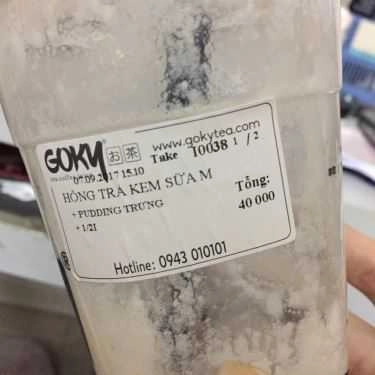 GOKY お茶 www.gokytea.com
07.09.2017 15.10 Take 10038 1 / 2
HỒNG TRÀ KEM SỮA M Tổng:
+ PUDDING TRỨNG 40 000
+ 1/2I
Hotline: 0943 010101